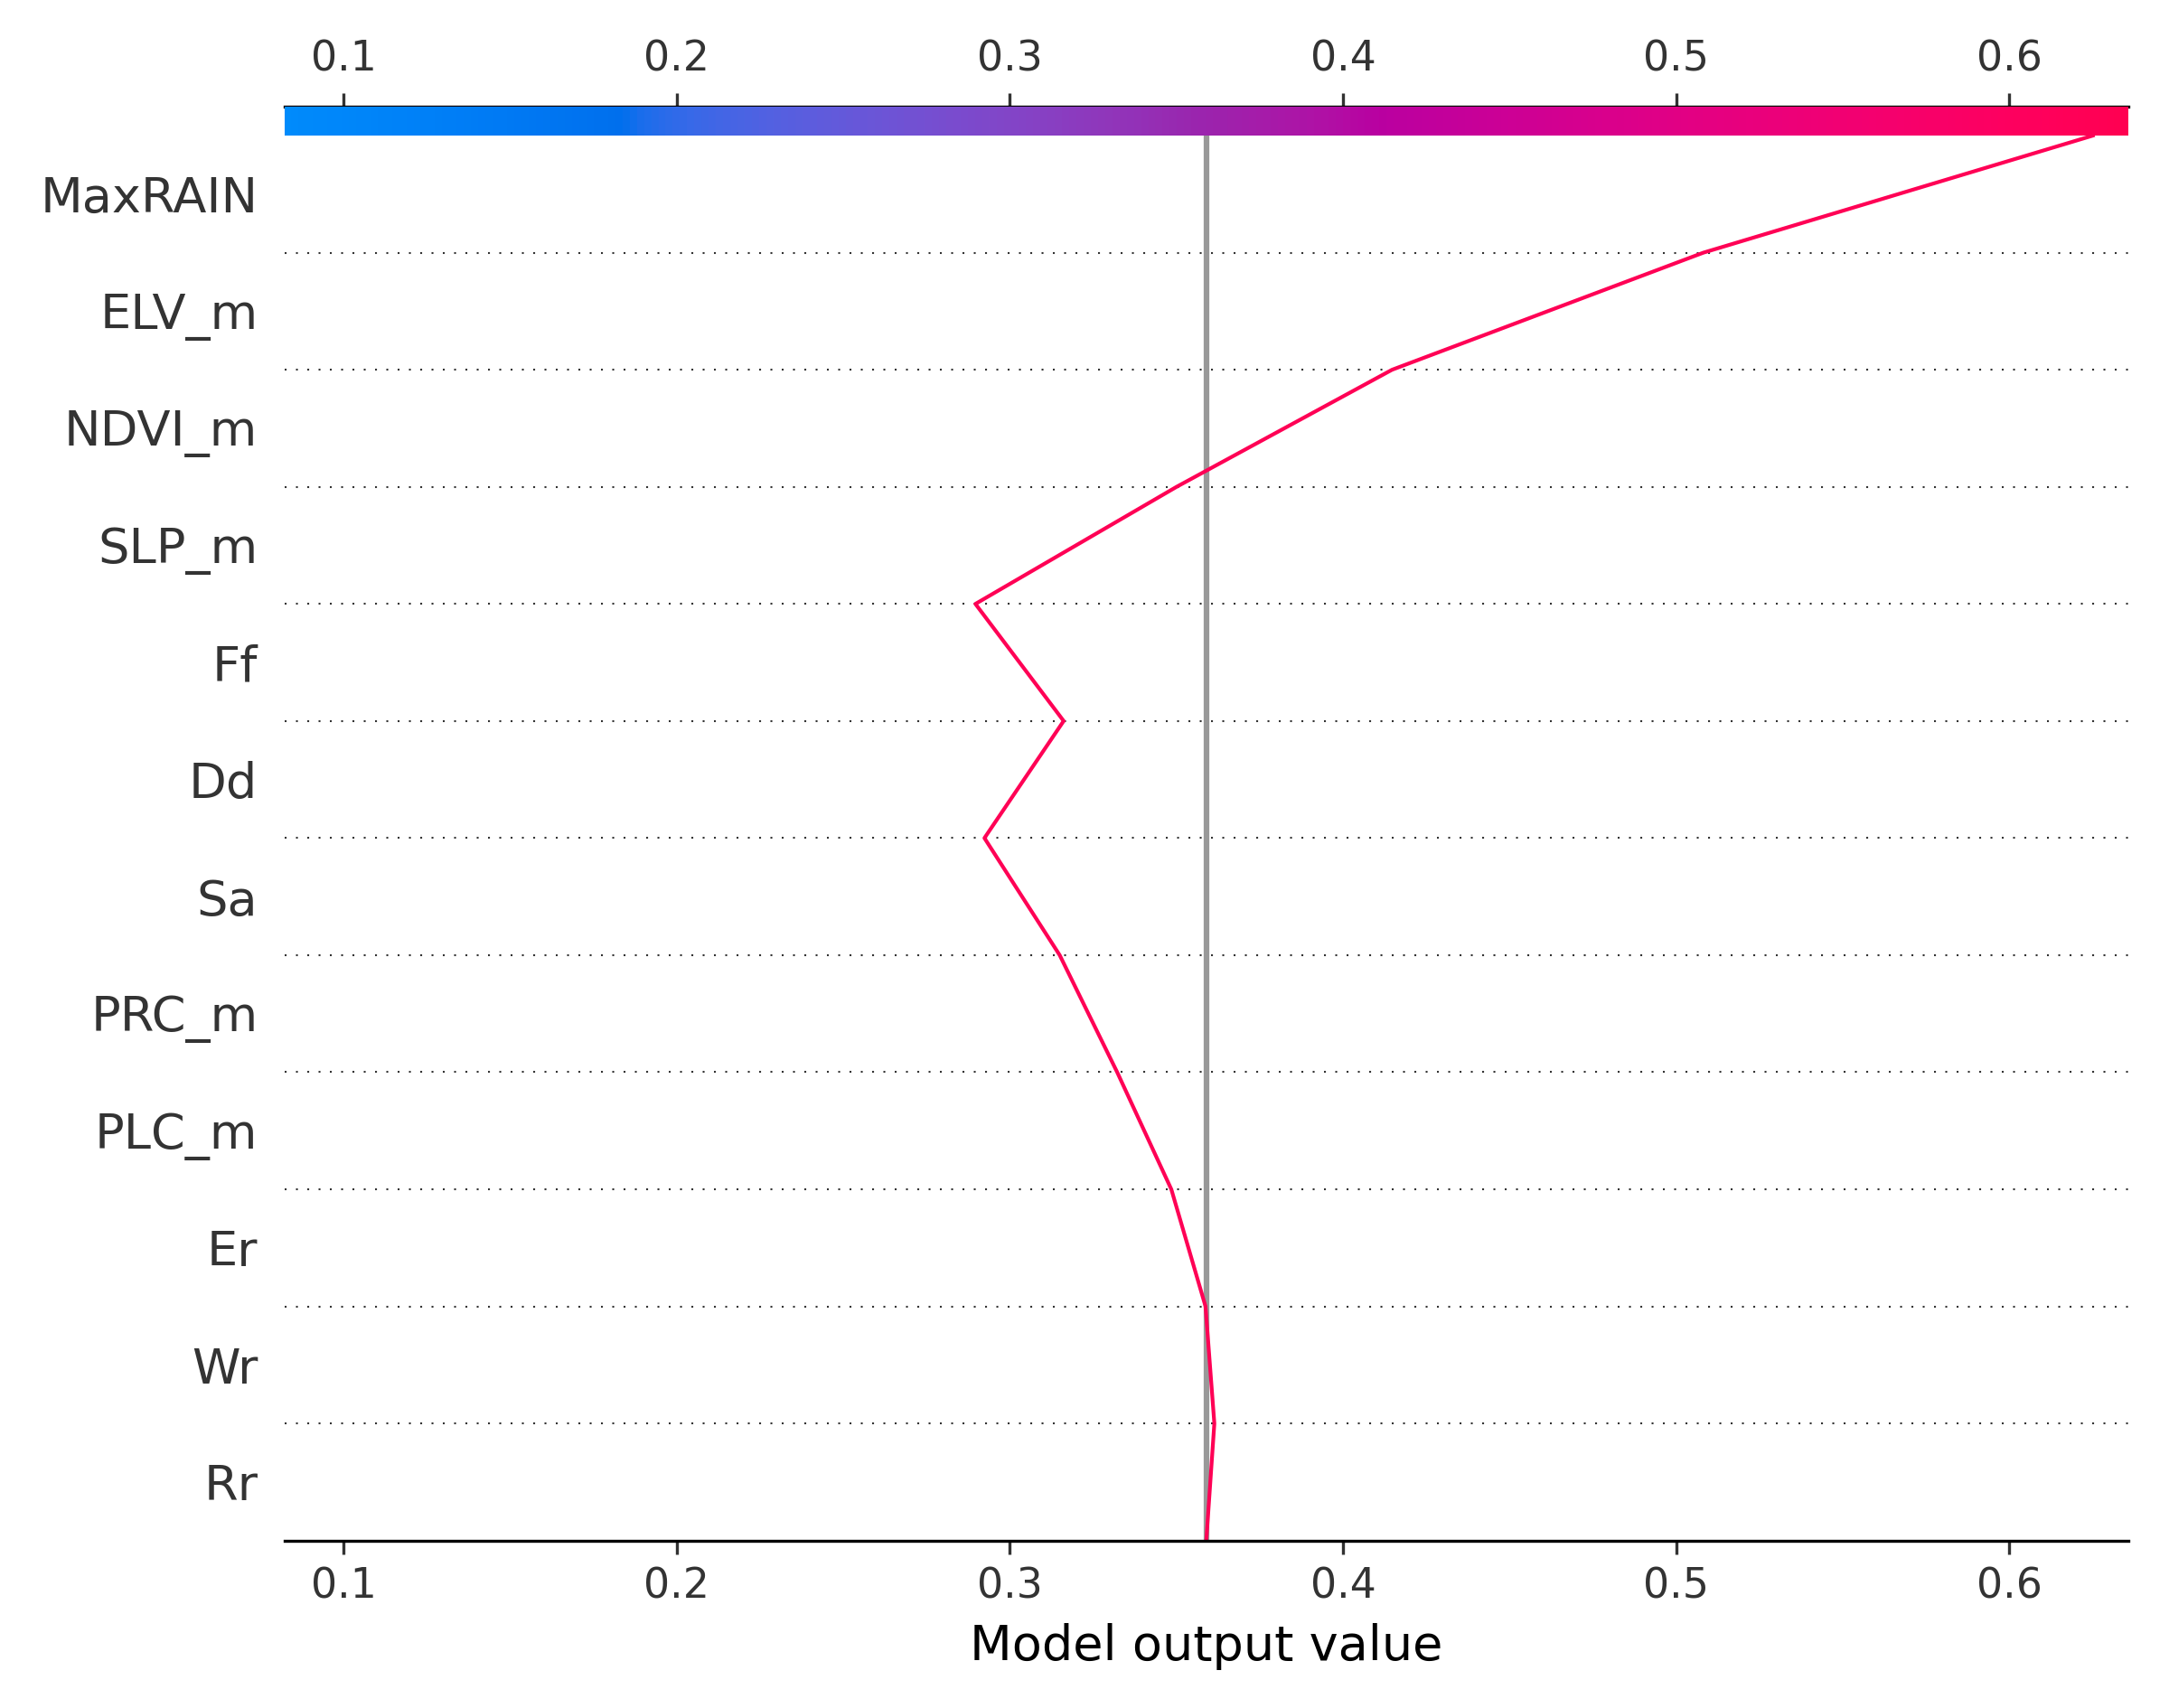 0.1 0.2 0.3 0.4 0.5 0.6
MaxRAIN
ELV_m
NDVI_m
SLP_m
Ff
Dd
Sa
PRC_m
PLC_m
Er
Wr
Rr
0.1 0.2 0.3 0.4 0.5 0.6
Model output value